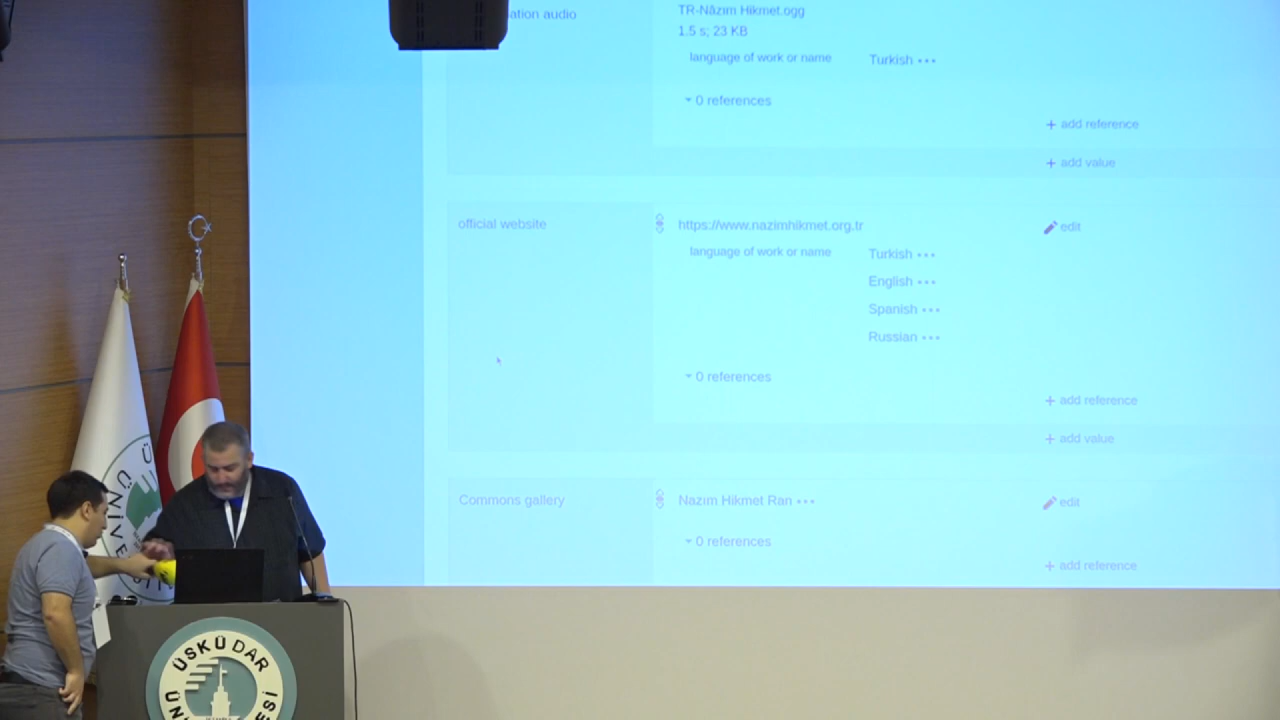 ation audio
TR-Nâzım Hikmet.ogg
1.5 s; 23 KB
language of work or name Turkish •••
0 references
+ add reference
+ add value
official website
https://www.nazimhikmet.org.tr
edit
language of work or name Turkish •••
English •••
Spanish •••
Russian •••
0 references
+ add reference
+ add value
Commons gallery
Nazım Hikmet Ran •••
edit
0 references
+ add reference
ÜSKÜDAR